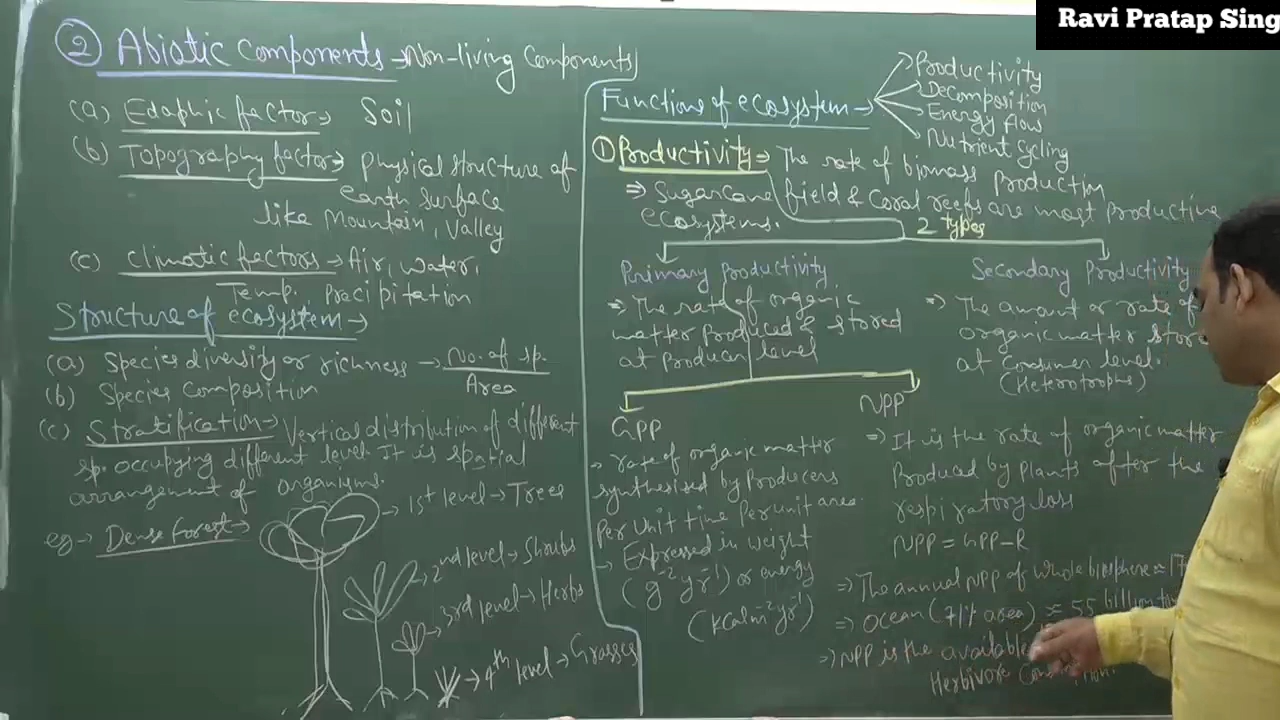 Ravi Pratap Sing
② Abiotic Components → Non-living Components
(a) Edaphic factor → Soil
(b) Topography factor → Physical structure of
earth surface
like Mountain, Valley
(c) Climatic factors → Air, Water,
Temp. Precipitation
Structure of ecosystem →
(a) Species diversity or richness → No. of sp.
Area
(b) Species Composition
(c) Stratification → Vertical distribution of different
sp. occupying different level. It is spatial
arrangement of organisms.
eg → Dense forest →
1st level → Trees
2nd level → Shrubs
3rd level → Herbs
4th level → Grasses
Functions of ecosystem →
Productivity
Decomposition
Energy flow
Nutrient Cycling
① Productivity ⇒ The rate of biomass Production
⇒ Sugarcane field & Coral reefs are most productive
ecosystems.
2 types
Primary Productivity
⇒ The rate of organic
matter Produced & stored
at Producer level
Secondary Productivity
⇒ The amount or rate of
organic matter store
at Consumer level.
(Heterotrophs)
GPP
→ rate of organic matter
synthesised by Producers
Per Unit time Per unit area.
→ Expressed in weight
(g⁻² yr⁻¹) or energy
(Kcal m⁻² yr⁻¹)
NPP
⇒ It is the rate of organic matter
Produced by Plants after the
respiratory loss
NPP = GPP - R
⇒ The annual NPP of whole biosphere ≈ 17
⇒ Ocean (71% area) ≈ 55 billion
⇒ NPP is the available
Herbivore